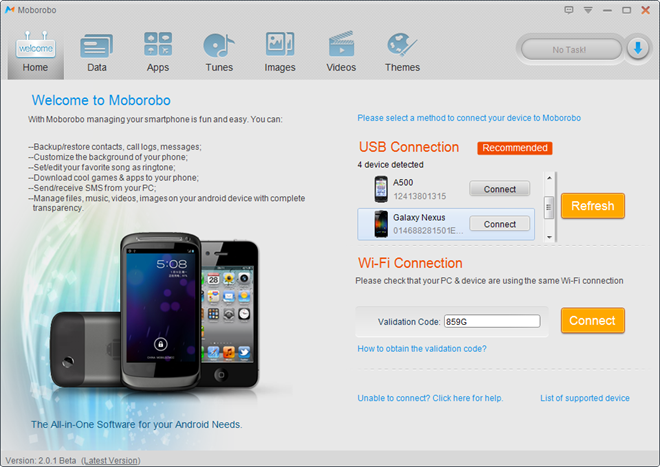 Moborobo
welcome
Home
Data
Apps
Tunes
Images
Videos
Themes
No Task!
Welcome to Moborobo
With Moborobo managing your smartphone is fun and easy. You can:
--Backup/restore contacts, call logs, messages;
--Customize the background of your phone;
--Set/edit your favorite song as ringtone;
--Download cool games & apps to your phone;
--Send/receive SMS from your PC;
--Manage files, music, videos, images on your android device with complete
transparency.
5:08
28
The All-in-One Software for your Android Needs.
Please select a method to connect your device to Moborobo
USB Connection
Recommended
4 device detected
A500
12413801315
Connect
Galaxy Nexus
014688281501E...
Connect
Refresh
Wi-Fi Connection
Please check that your PC & device are using the same Wi-Fi connection
Validation Code: 859G
Connect
How to obtain the validation code?
Unable to connect? Click here for help.
List of supported device
Version: 2.0.1 Beta (Latest Version)